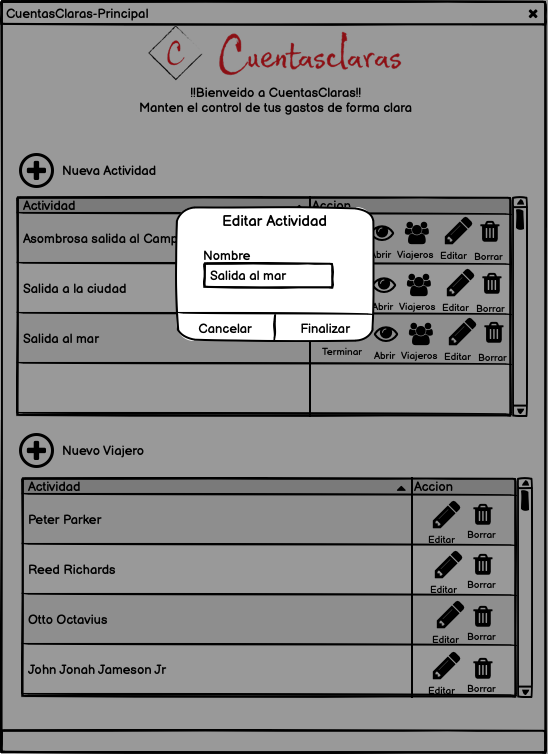 CuentasClaras-Principal
C Cuentasclaras
!!Bienveido a CuentasClaras!!
Manten el control de tus gastos de forma clara
Nueva Actividad
Actividad Accion
Asombrosa salida al Camp
Abrir Viajeros Editar Borrar
Salida a la ciudad
Abrir Viajeros Editar Borrar
Salida al mar
Terminar Abrir Viajeros Editar Borrar
Editar Actividad
Nombre
Salida al mar
Cancelar Finalizar
Nuevo Viajero
Actividad Accion
Peter Parker
Editar Borrar
Reed Richards
Editar Borrar
Otto Octavius
Editar Borrar
John Jonah Jameson Jr
Editar Borrar